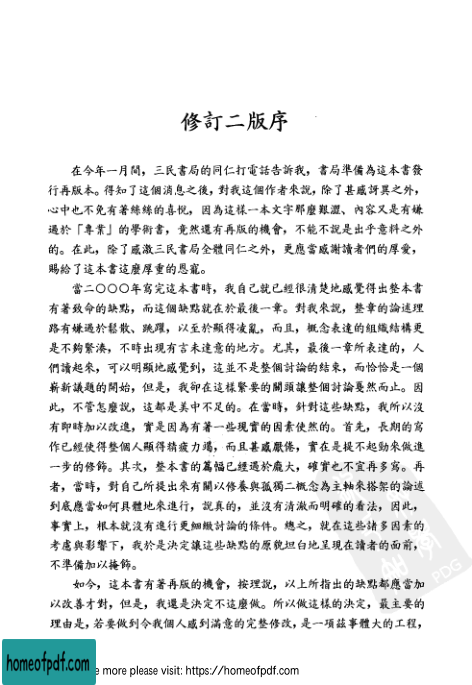 修訂二版序
在今年一月間，三民書局的同仁打電話告訴我，書局準備為這本書發
行再版本。得知了這個消息之後，對我這個作者來說，除了甚感訝異之外，
心中也不免有著絲絲的喜悅，因為這樣一本文字那麼艱澀、內容又是有嫌
過於「專業」的學術書，竟然還有再版的機會，不能不說是出乎意料之外
的。在此，除了感激三民書局全體同仁之外，更應當感謝讀者們的厚愛，
賜給了這本書這麼厚重的恩寵。
當二〇〇〇年寫完這本書時，我自己就已經很清楚地感覺得出整本書
有著致命的缺點，而這個缺點就在於最後一章。對我來說，整章的論述理
路有嫌過於鬆散、跳躍，以至於顯得凌亂，而且，概念表達的組織結構更
是不夠緊湊，不時出現有言未達意的地方。尤其，最後一章所表達的，人
們讀起來，可以明顯地感覺到，這並不是整個討論的結束，而恰恰是一個
嶄新議題的開始，但是，我卻在這樣緊要的關頭讓整個討論戛然而止。因
此，不管怎麼說，這都是美中不足的。在當時，針對這些缺點，我所以沒
有即時加以改進，實是因為有著一些現實的因素使然的。首先，長期的寫
作已經使得整個人顯得精疲力竭，而且甚感厭倦，實在是提不起勁來做進
一步的修飾。其次，整本書的篇幅已經過於龐大，確實也不宜再多寫。再
者，當時，對自己所提出來有關以修養與孤獨二概念為主軸來搭架的論述
到底應當如何具體地來進行，說真的，並沒有清澈而明確的看法，因此，
事實上，根本就沒有進行更細緻討論的條件。總之，就在這些諸多因素的
考慮與影響下，我於是決定讓這些缺點的原貌坦白地呈現在讀者的面前，
不準備加以掩飾。
如今，這本書有著再版的機會，按理說，以上所指出的缺點都應當加
以改善才對，但是，我還是決定不這麼做。所以做這樣的決定，最主要的
理由是，若要做到令我個人感到滿意的完整修改，是一項茲事體大的工程，
PDG
homeofpdf.com
e more please visit: https://homeofpdf.com